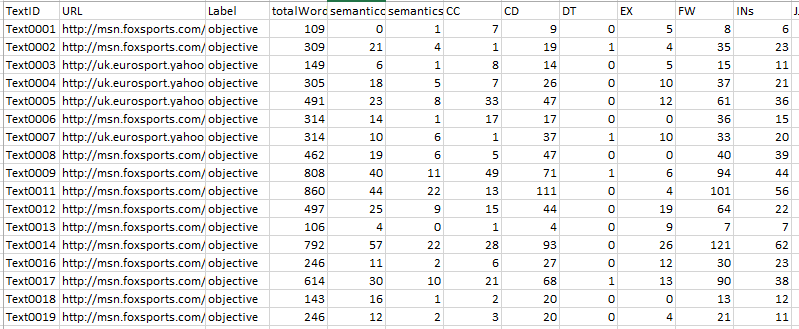 TextID URL Label totalWord semanticc semantics CC CD DT EX FW INs J
Text0001 http://msn.foxsports.com/ objective 109 0 1 7 9 0 5 8 6
Text0002 http://msn.foxsports.com/ objective 309 21 4 1 19 1 4 35 23
Text0003 http://uk.eurosport.yahoo objective 149 6 1 8 14 0 5 15 11
Text0004 http://uk.eurosport.yahoo objective 305 18 5 7 26 0 10 37 21
Text0005 http://uk.eurosport.yahoo objective 491 23 8 33 47 0 12 61 36
Text0006 http://msn.foxsports.com/ objective 314 14 1 17 17 0 0 36 15
Text0007 http://uk.eurosport.yahoo objective 314 10 6 1 37 1 10 33 20
Text0008 http://msn.foxsports.com/ objective 462 19 6 5 47 0 0 40 39
Text0009 http://msn.foxsports.com/ objective 808 40 11 49 71 1 6 94 44
Text0011 http://msn.foxsports.com/ objective 860 44 22 13 111 0 4 101 56
Text0012 http://msn.foxsports.com/ objective 497 25 9 15 44 0 19 64 22
Text0013 http://msn.foxsports.com/ objective 106 4 0 1 4 0 9 7 7
Text0014 http://msn.foxsports.com/ objective 792 57 22 28 93 0 26 121 62
Text0016 http://msn.foxsports.com/ objective 246 11 2 6 27 0 12 30 23
Text0017 http://msn.foxsports.com/ objective 614 30 10 21 68 1 13 90 38
Text0018 http://msn.foxsports.com/ objective 143 16 1 2 20 0 0 13 12
Text0019 http://msn.foxsports.com/ objective 246 12 2 3 20 0 4 21 11